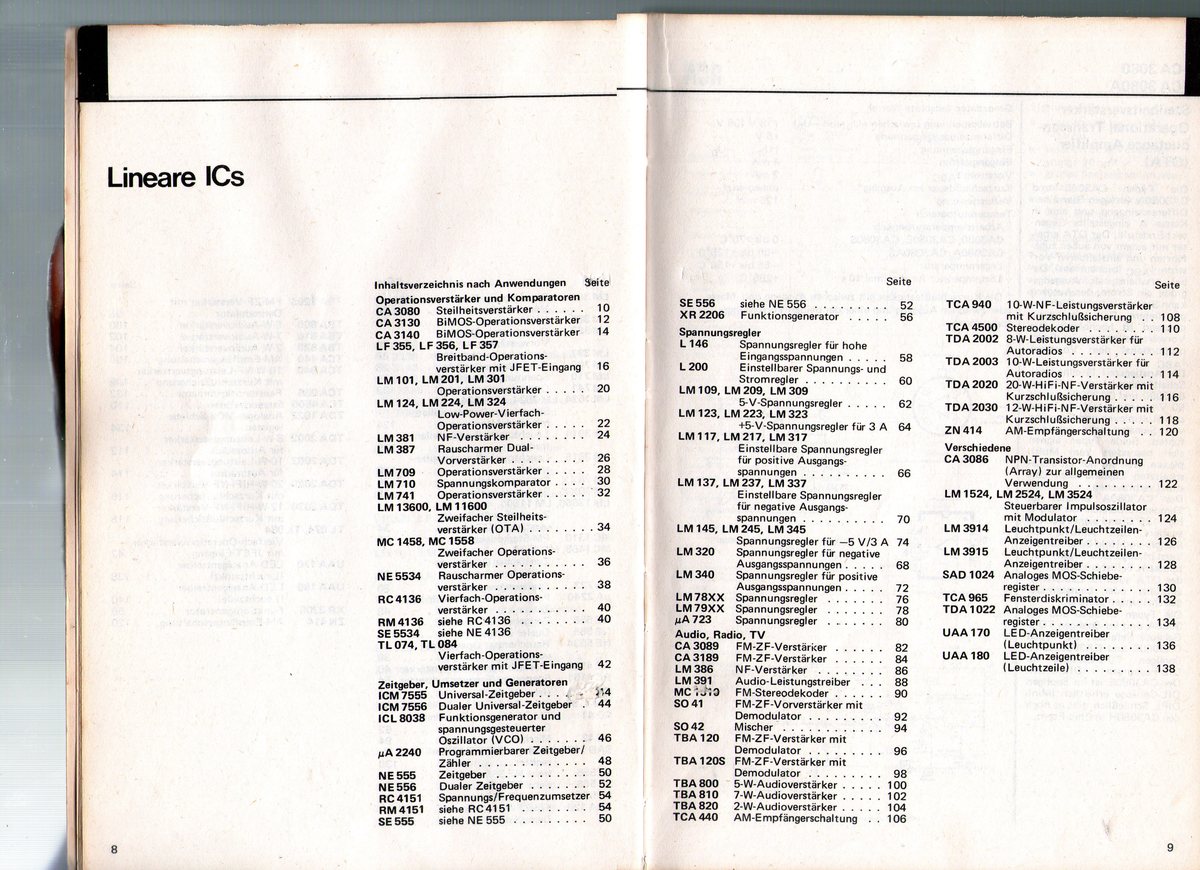 Lineare ICs
Inhaltsverzeichnis nach Anwendungen Seite
Operationsverstärker und Komparatoren
CA 3080 Steilheitsverstärker . . . . . . . 10
CA 3130 BiMOS-Operationsverstärker 12
CA 3140 BiMOS-Operationsverstärker 14
LF 355, LF 356, LF 357
Breitband-Operations-
verstärker mit JFET-Eingang 16
LM 101, LM 201, LM 301
Operationsverstärker . . . . . 20
LM 124, LM 224, LM 324
Low-Power-Vierfach-
Operationsverstärker . . . . . 22
LM 381 NF-Verstärker . . . . . . . . . 24
LM 387 Rauscharmer Dual-
Vorverstärker . . . . . . . . . . 26
LM 709 Operationsverstärker . . . . . 28
LM 710 Spannungskomparator . . . . 30
LM 741 Operationsverstärker . . . . . 32
LM 13600, LM 11600
Zweifacher Steilheits-
verstärker (OTA) . . . . . . . . 34
MC 1458, MC 1558
Zweifacher Operations-
verstärker . . . . . . . . . . . 36
NE 5534 Rauscharmer Operations-
verstärker . . . . . . . . . . . 38
RC 4136 Vierfach-Operations-
verstärker . . . . . . . . . . . 40
RM 4136 siehe RC 4136 . . . . . . . . 40
SE 5534 siehe NE 4136
TL 074, TL 084
Vierfach-Operations-
verstärker mit JFET-Eingang 42
Zeitgeber, Umsetzer und Generatoren
ICM 7555 Universal-Zeitgeber . . . . . 44
ICM 7556 Dualer Universal-Zeitgeber . 44
ICL 8038 Funktionsgenerator und
spannungsgesteuerter
Oszillator (VCO) . . . . . . . 46
µA 2240 Programmierbarer Zeitgeber/
Zähler . . . . . . . . . . . . . 48
NE 555 Zeitgeber . . . . . . . . . . . 50
NE 556 Dualer Zeitgeber . . . . . . . 52
RC 4151 Spannungs/Frequenzumsetzer 54
RM 4151 siehe RC 4151 . . . . . . . . 54
SE 555 siehe NE 555 . . . . . . . . . 50
8
Seite
SE 556 siehe NE 556 . . . . . . . . . 52
XR 2206 Funktionsgenerator . . . . . . 56
Spannungsregler
L 146 Spannungsregler für hohe
Eingangsspannungen . . . . . 58
L 200 Einstellbarer Spannungs- und
Stromregler . . . . . . . . . . 60
LM 109, LM 209, LM 309
5-V-Spannungsregler . . . . . 62
LM 123, LM 223, LM 323
+5-V-Spannungsregler für 3 A 64
LM 117, LM 217, LM 317
Einstellbare Spannungsregler
für positive Ausgangs-
spannungen . . . . . . . . . . 66
LM 137, LM 237, LM 337
Einstellbare Spannungsregler
für negative Ausgangs-
spannungen . . . . . . . . . . 70
LM 145, LM 245, LM 345
Spannungsregler für −5 V/3 A 74
LM 320 Spannungsregler für negative
Ausgangsspannungen . . . . . 68
LM 340 Spannungsregler für positive
Ausgangsspannungen . . . . . 72
LM 78XX Spannungsregler . . . . . . . 76
LM 79XX Spannungsregler . . . . . . . 78
µA 723 Spannungsregler . . . . . . . 80
Audio, Radio, TV
CA 3089 FM-ZF-Verstärker . . . . . . 82
CA 3189 FM-ZF-Verstärker . . . . . . 84
LM 386 NF-Verstärker . . . . . . . . 86
LM 391 Audio-Leistungstreiber . . . 88
MC 1310 FM-Stereodekoder . . . . . . 90
SO 41 FM-ZF-Vorverstärker mit
Demodulator . . . . . . . . . 92
SO 42 Mischer . . . . . . . . . . . . 94
TBA 120 FM-ZF-Verstärker mit
Demodulator . . . . . . . . . 96
TBA 120S FM-ZF-Verstärker mit
Demodulator . . . . . . . . . 98
TBA 800 5-W-Audioverstärker . . . . . 100
TBA 810 7-W-Audioverstärker . . . . . 102
TBA 820 2-W-Audioverstärker . . . . . 104
TCA 440 AM-Empfängerschaltung . . 106
Seite
TCA 940 10-W-NF-Leistungsverstärker
mit Kurzschlußsicherung . . 108
TCA 4500 Stereodekoder . . . . . . . . 110
TDA 2002 8-W-Leistungsverstärker für
Autoradios . . . . . . . . . . 112
TDA 2003 10-W-Leistungsverstärker für
Autoradios . . . . . . . . . . 114
TDA 2020 20-W-HiFi-NF-Verstärker mit
Kurzschlußsicherung . . . . . 116
TDA 2030 12-W-HiFi-NF-Verstärker mit
Kurzschlußsicherung . . . . . 118
ZN 414 AM-Empfängerschaltung . . 120
Verschiedene
CA 3086 NPN-Transistor-Anordnung
(Array) zur allgemeinen
Verwendung . . . . . . . . . 122
LM 1524, LM 2524, LM 3524
Steuerbarer Impulsoszillator
mit Modulator . . . . . . . . 124
LM 3914 Leuchtpunkt/Leuchtzeilen-
Anzeigentreiber . . . . . . . . 126
LM 3915 Leuchtpunkt/Leuchtzeilen-
Anzeigentreiber . . . . . . . . 128
SAD 1024 Analoges MOS-Schiebe-
register . . . . . . . . . . . . 130
TCA 965 Fensterdiskriminator . . . . . 132
TDA 1022 Analoges MOS-Schiebe-
register . . . . . . . . . . . . 134
UAA 170 LED-Anzeigentreiber
(Leuchtpunkt) . . . . . . . . 136
UAA 180 LED-Anzeigentreiber
(Leuchtzeile) . . . . . . . . . 138
9